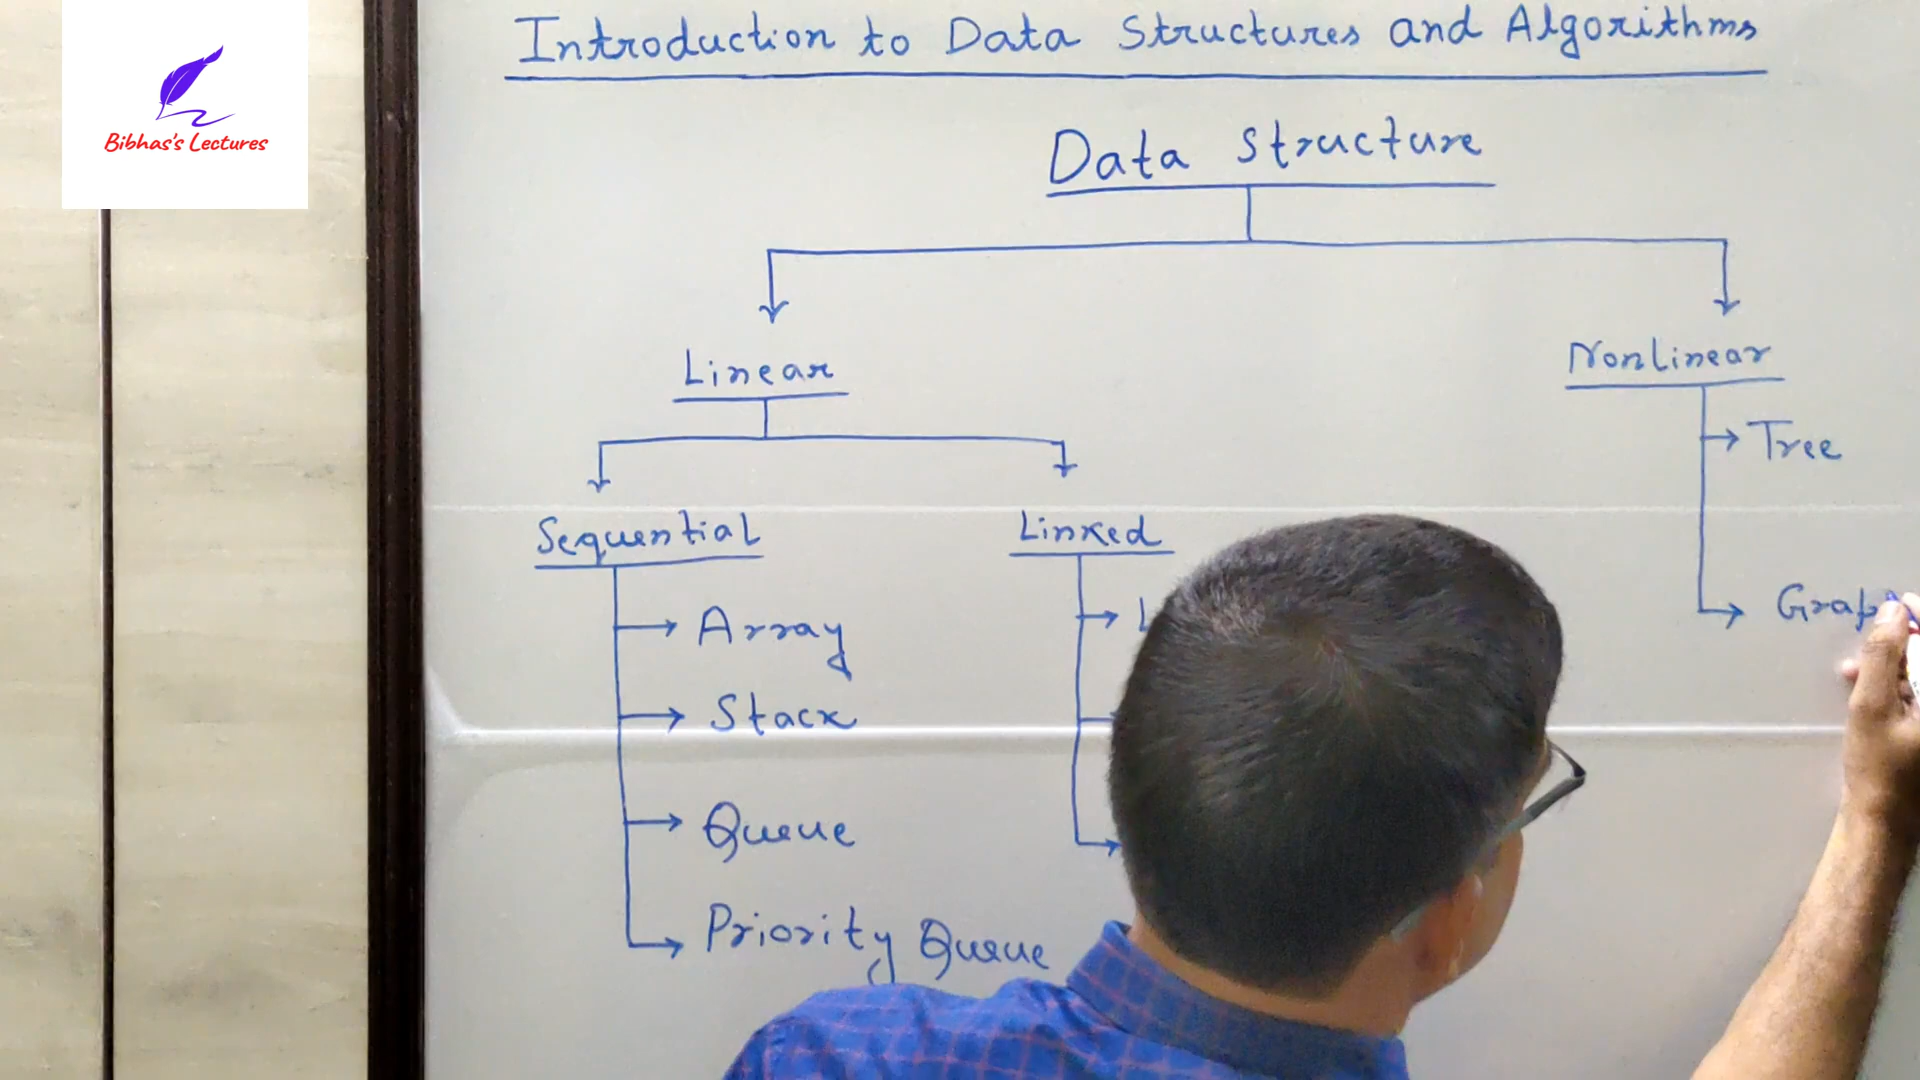 Introduction to Data Structures and Algorithms
Bibhas's Lectures
Data Structure
Linear
Nonlinear
Tree
Sequential
Linked
Array
Stack
Queue
Priority Queue